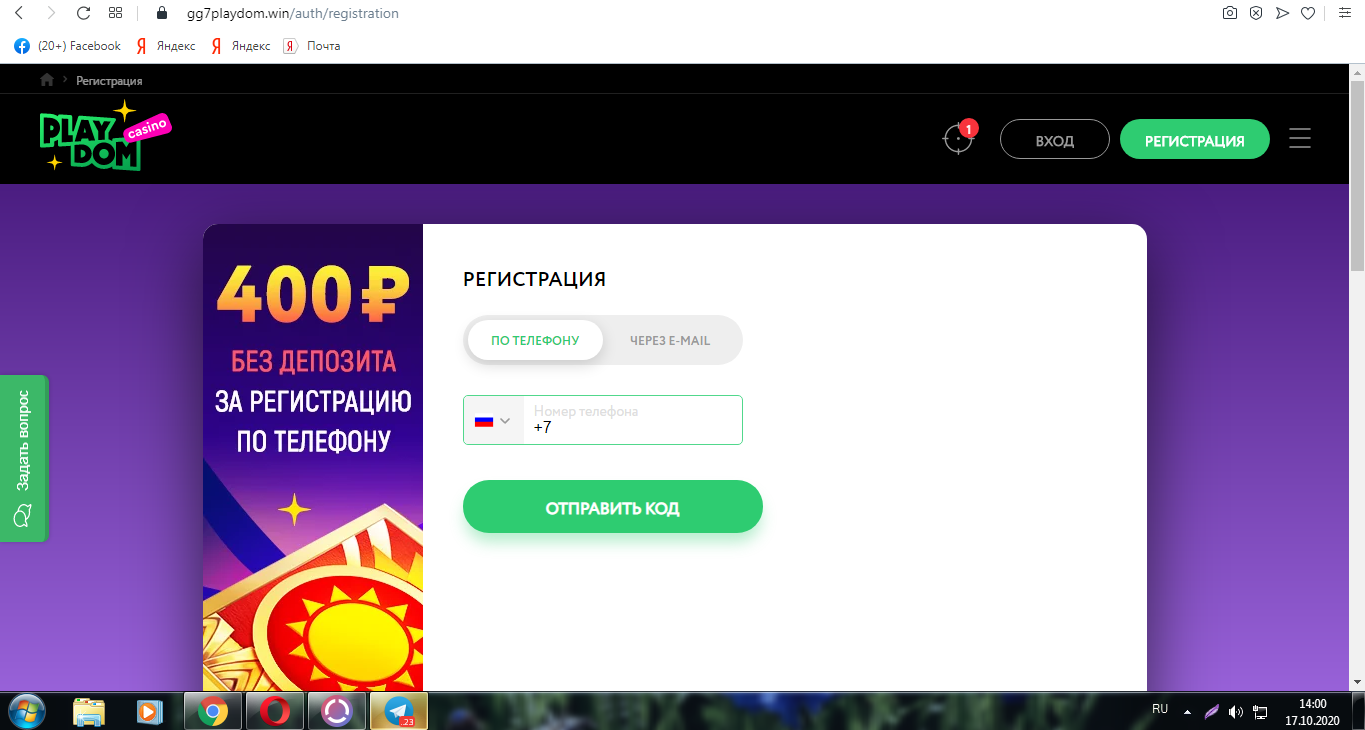 gg7playdom.win/auth/registration
(20+) Facebook
Яндекс
Яндекс
Почта
Регистрация
PLAY DOM casino
1
ВХОД
РЕГИСТРАЦИЯ
400₽
БЕЗ ДЕПОЗИТА
ЗА РЕГИСТРАЦИЮ
ПО ТЕЛЕФОНУ
РЕГИСТРАЦИЯ
ПО ТЕЛЕФОНУ
ЧЕРЕЗ E-MAIL
Номер телефона
+7
ОТПРАВИТЬ КОД
Задать вопрос
23
RU
14:00
17.10.2020